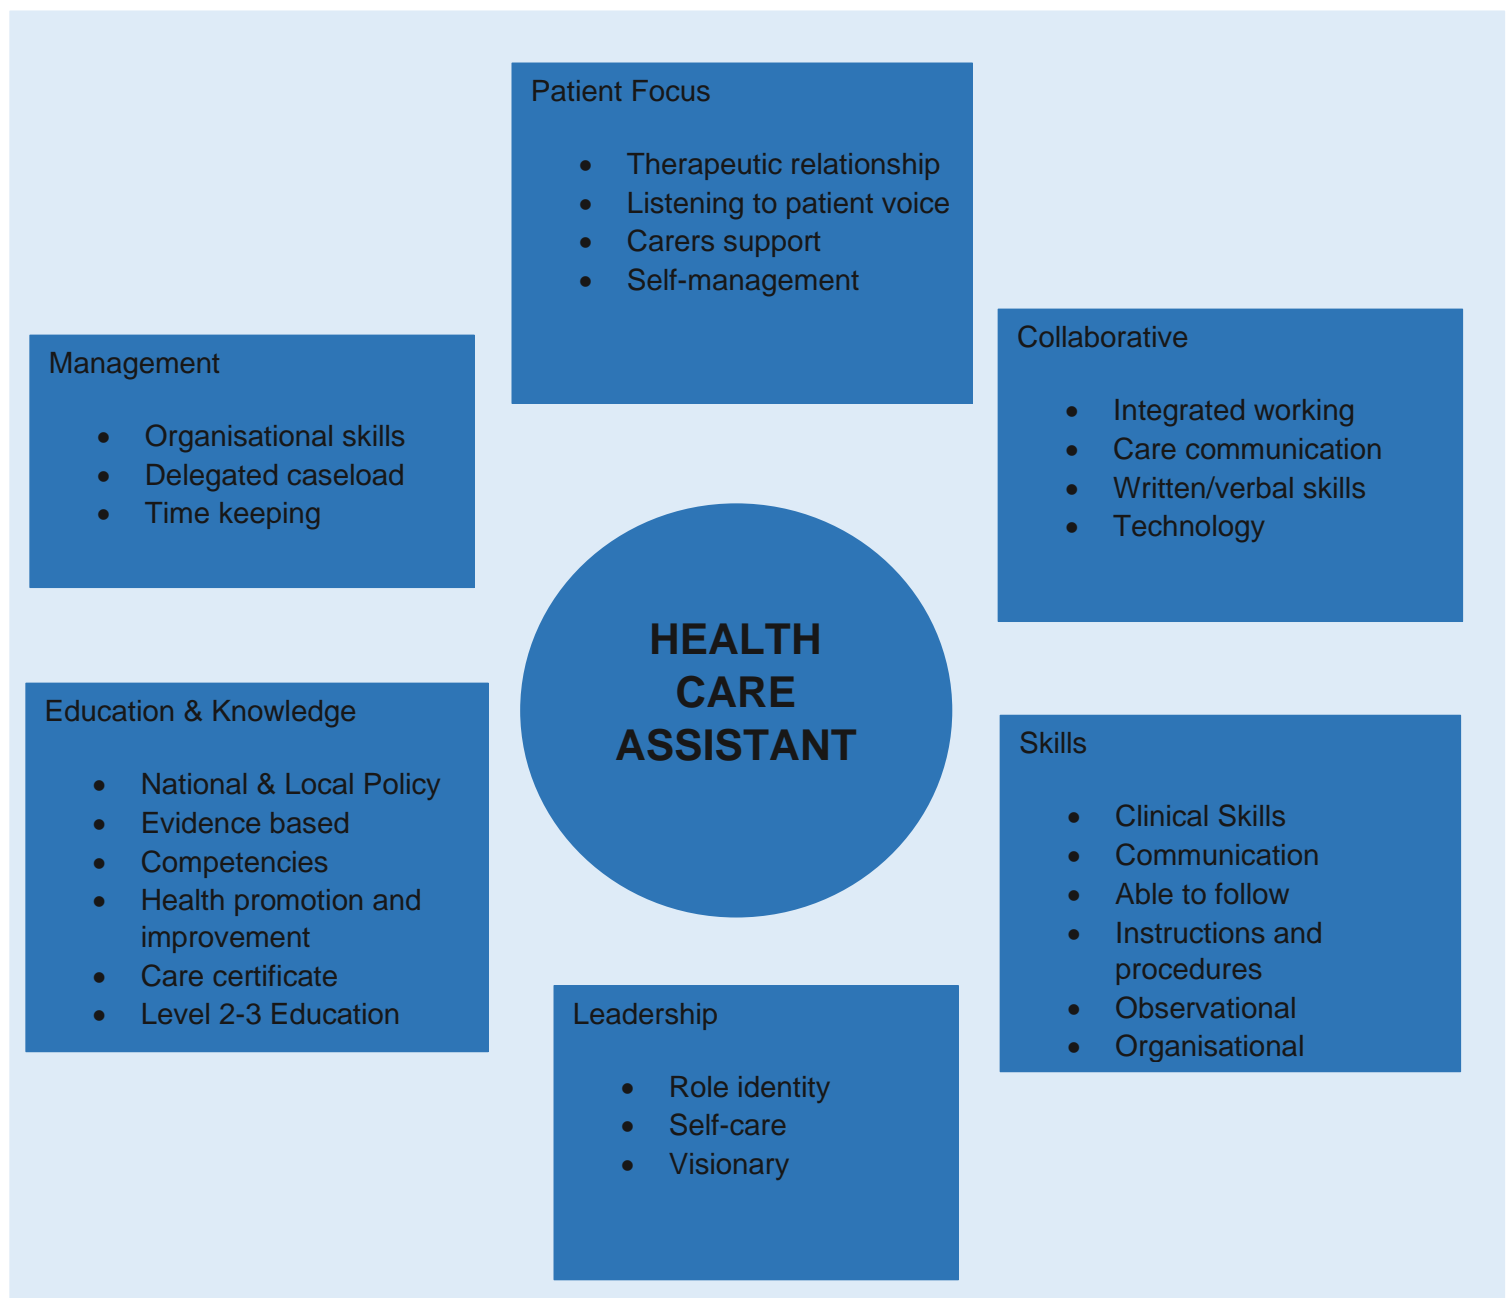 Patient Focus
• Therapeutic relationship
• Listening to patient voice
• Carers support
• Self-management
Management
• Organisational skills
• Delegated caseload
• Time keeping
Collaborative
• Integrated working
• Care communication
• Written/verbal skills
• Technology
HEALTH
CARE
ASSISTANT
Education & Knowledge
• National & Local Policy
• Evidence based
• Competencies
• Health promotion and
improvement
• Care certificate
• Level 2-3 Education
Skills
• Clinical Skills
• Communication
• Able to follow
• Instructions and
procedures
• Observational
• Organisational
Leadership
• Role identity
• Self-care
• Visionary